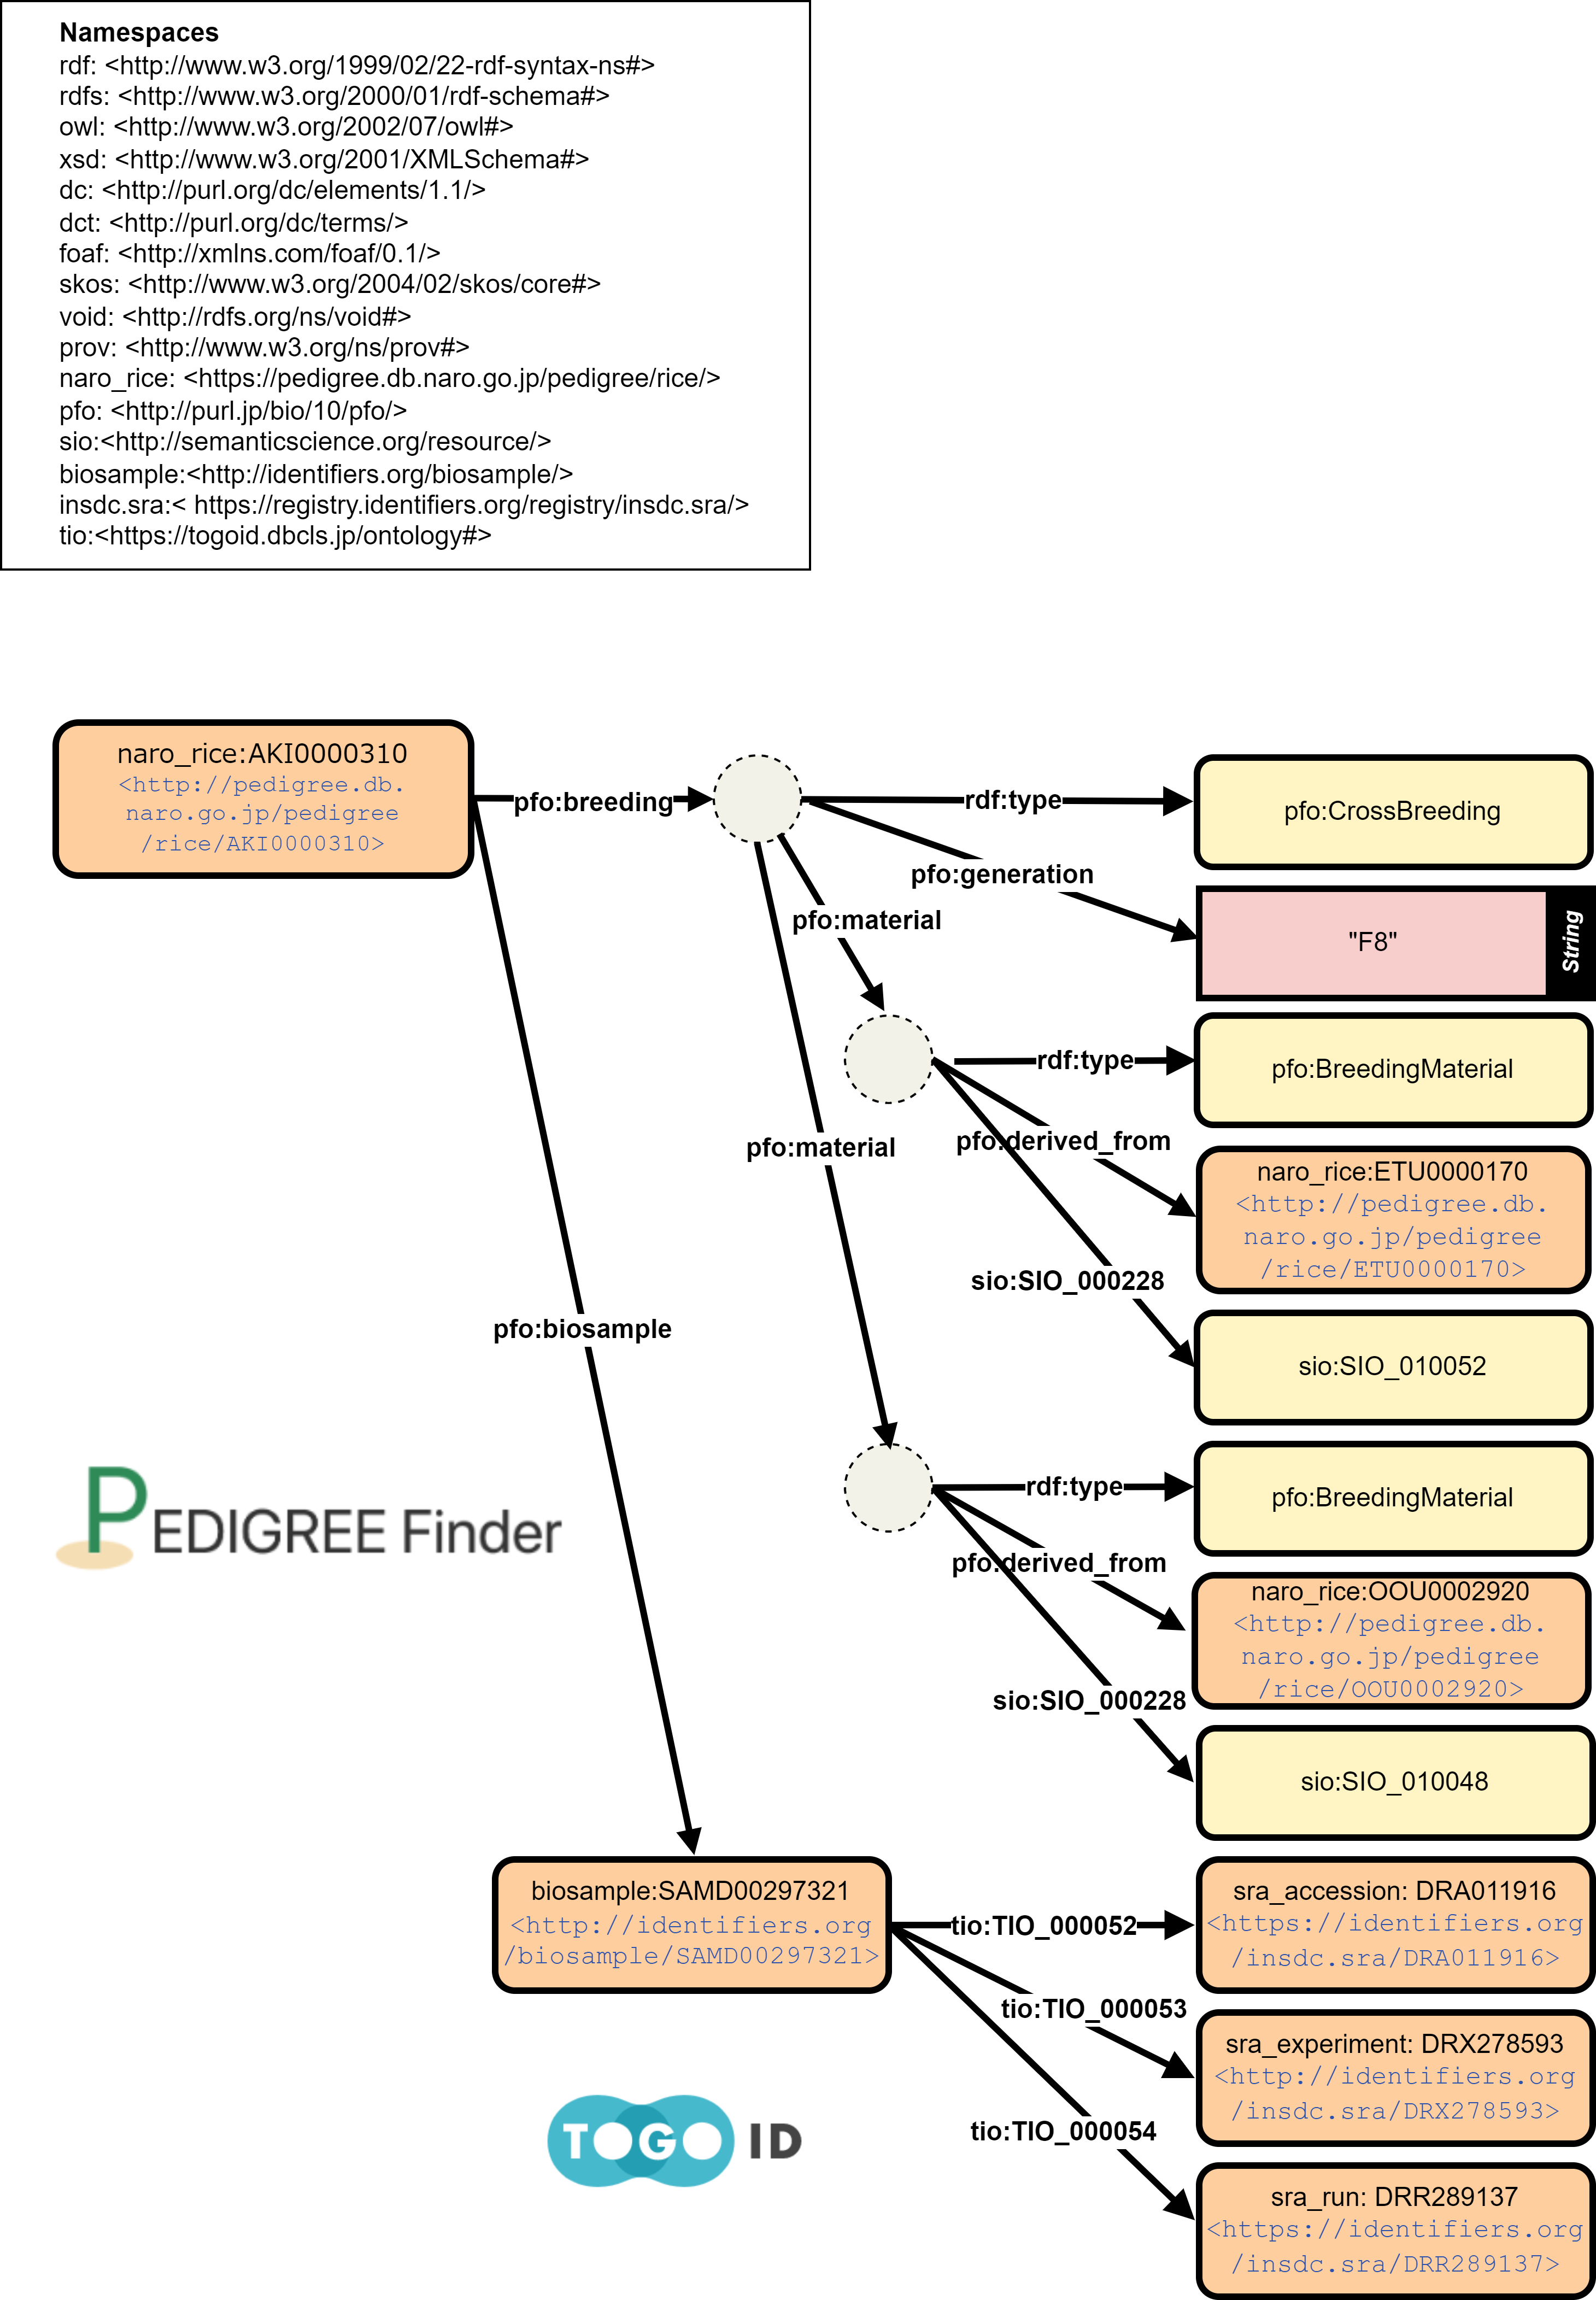 Namespaces
rdf: <http://www.w3.org/1999/02/22-rdf-syntax-ns#>
rdfs: <http://www.w3.org/2000/01/rdf-schema#>
owl: <http://www.w3.org/2002/07/owl#>
xsd: <http://www.w3.org/2001/XMLSchema#>
dc: <http://purl.org/dc/elements/1.1/>
dct: <http://purl.org/dc/terms/>
foaf: <http://xmlns.com/foaf/0.1/>
skos: <http://www.w3.org/2004/02/skos/core#>
void: <http://rdfs.org/ns/void#>
prov: <http://www.w3.org/ns/prov#>
naro_rice: <https://pedigree.db.naro.go.jp/pedigree/rice/>
pfo: <http://purl.jp/bio/10/pfo/>
sio:<http://semanticscience.org/resource/>
biosample:<http://identifiers.org/biosample/>
insdc.sra:< https://registry.identifiers.org/registry/insdc.sra/>
tio:<https://togoid.dbcls.jp/ontology#>
naro_rice:AKI0000310
<http://pedigree.db.
naro.go.jp/pedigree
/rice/AKI0000310>
pfo:breeding
rdf:type
pfo:CrossBreeding
pfo:generation
"F8"
String
pfo:material
rdf:type
pfo:BreedingMaterial
pfo:derived_from
naro_rice:ETU0000170
<http://pedigree.db.
naro.go.jp/pedigree
/rice/ETU0000170>
pfo:material
sio:SIO_000228
sio:SIO_010052
pfo:biosample
rdf:type
pfo:BreedingMaterial
PEDIGREE Finder
pfo:derived_from
naro_rice:OOU0002920
<http://pedigree.db.
naro.go.jp/pedigree
/rice/OOU0002920>
sio:SIO_000228
sio:SIO_010048
biosample:SAMD00297321
<http://identifiers.org
/biosample/SAMD00297321>
tio:TIO_000052
sra_accession: DRA011916
<https://identifiers.org
/insdc.sra/DRA011916>
tio:TIO_000053
sra_experiment: DRX278593
<http://identifiers.org
/insdc.sra/DRX278593>
tio:TIO_000054
TOGO ID
sra_run: DRR289137
<https://identifiers.org
/insdc.sra/DRR289137>